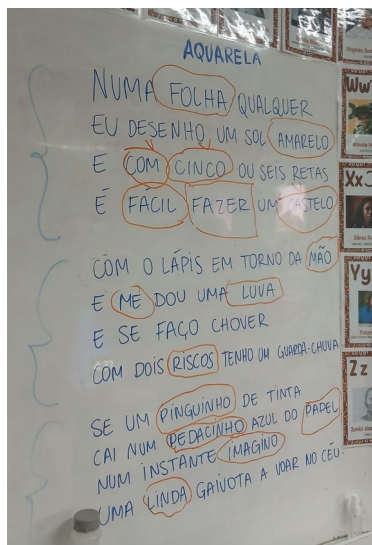 AQUARELA
NUMA FOLHA QUALQUER
EU DESENHO UM SOL AMARELO
E COM CINCO OU SEIS RETAS
É FÁCIL FAZER UM CASTELO
COM O LÁPIS EM TORNO DA MÃO
E ME DOU UMA LUVA
E SE FAÇO CHOVER
COM DOIS RISCOS TENHO UM GUARDA-CHUVA
SE UM PINGUINHO DE TINTA
CAI NUM PEDACINHO AZUL DO PAPEL
NUM INSTANTE IMAGINO
UMA LINDA GAIVOTA A VOAR NO CÉU.
Ww
Xx
Yy
Zz